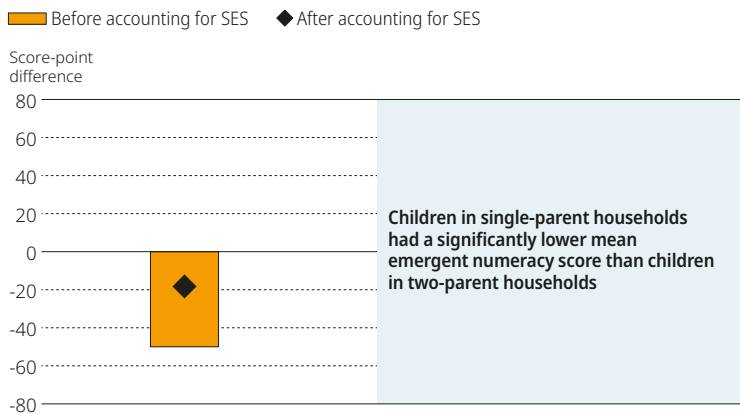 Before accounting for SES
After accounting for SES
Score-point
difference
80
60
40
20
0
-20
-40
-60
-80
Children in single-parent households
had a significantly lower mean
emergent numeracy score than children
in two-parent households